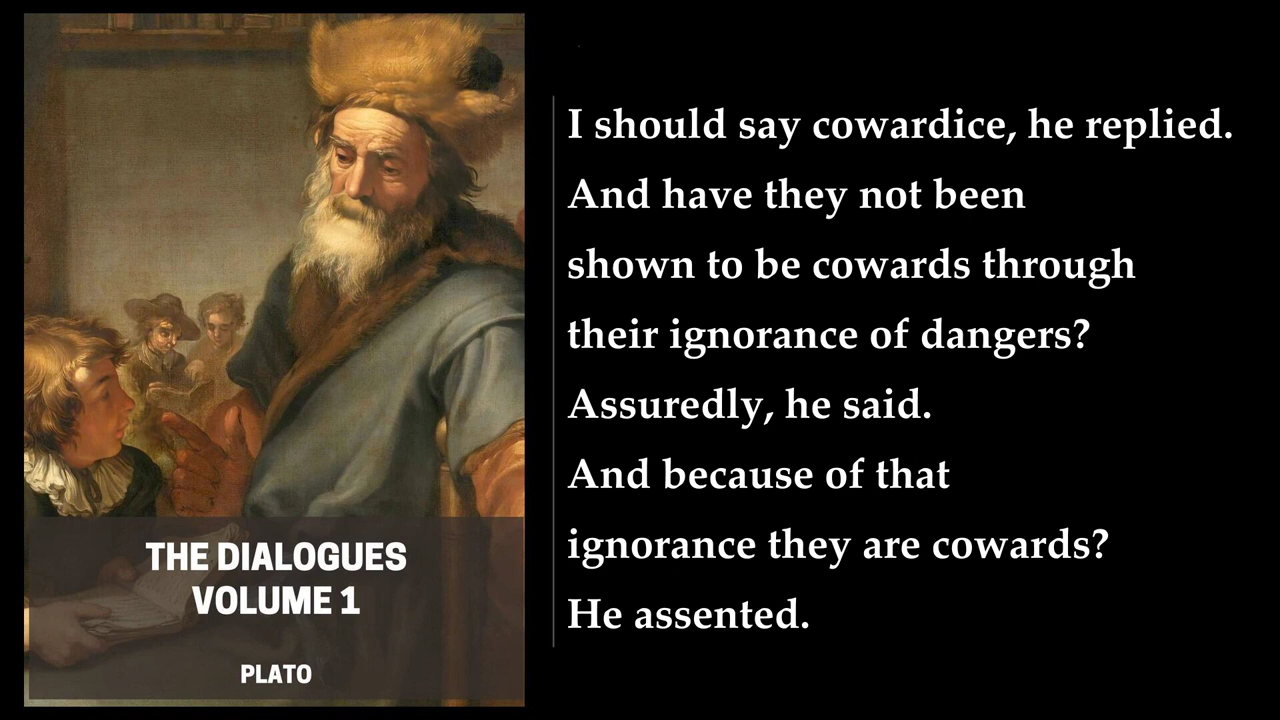 THE DIALOGUES
VOLUME 1
PLATO
I should say cowardice, he replied.
And have they not been
shown to be cowards through
their ignorance of dangers?
Assuredly, he said.
And because of that
ignorance they are cowards?
He assented.